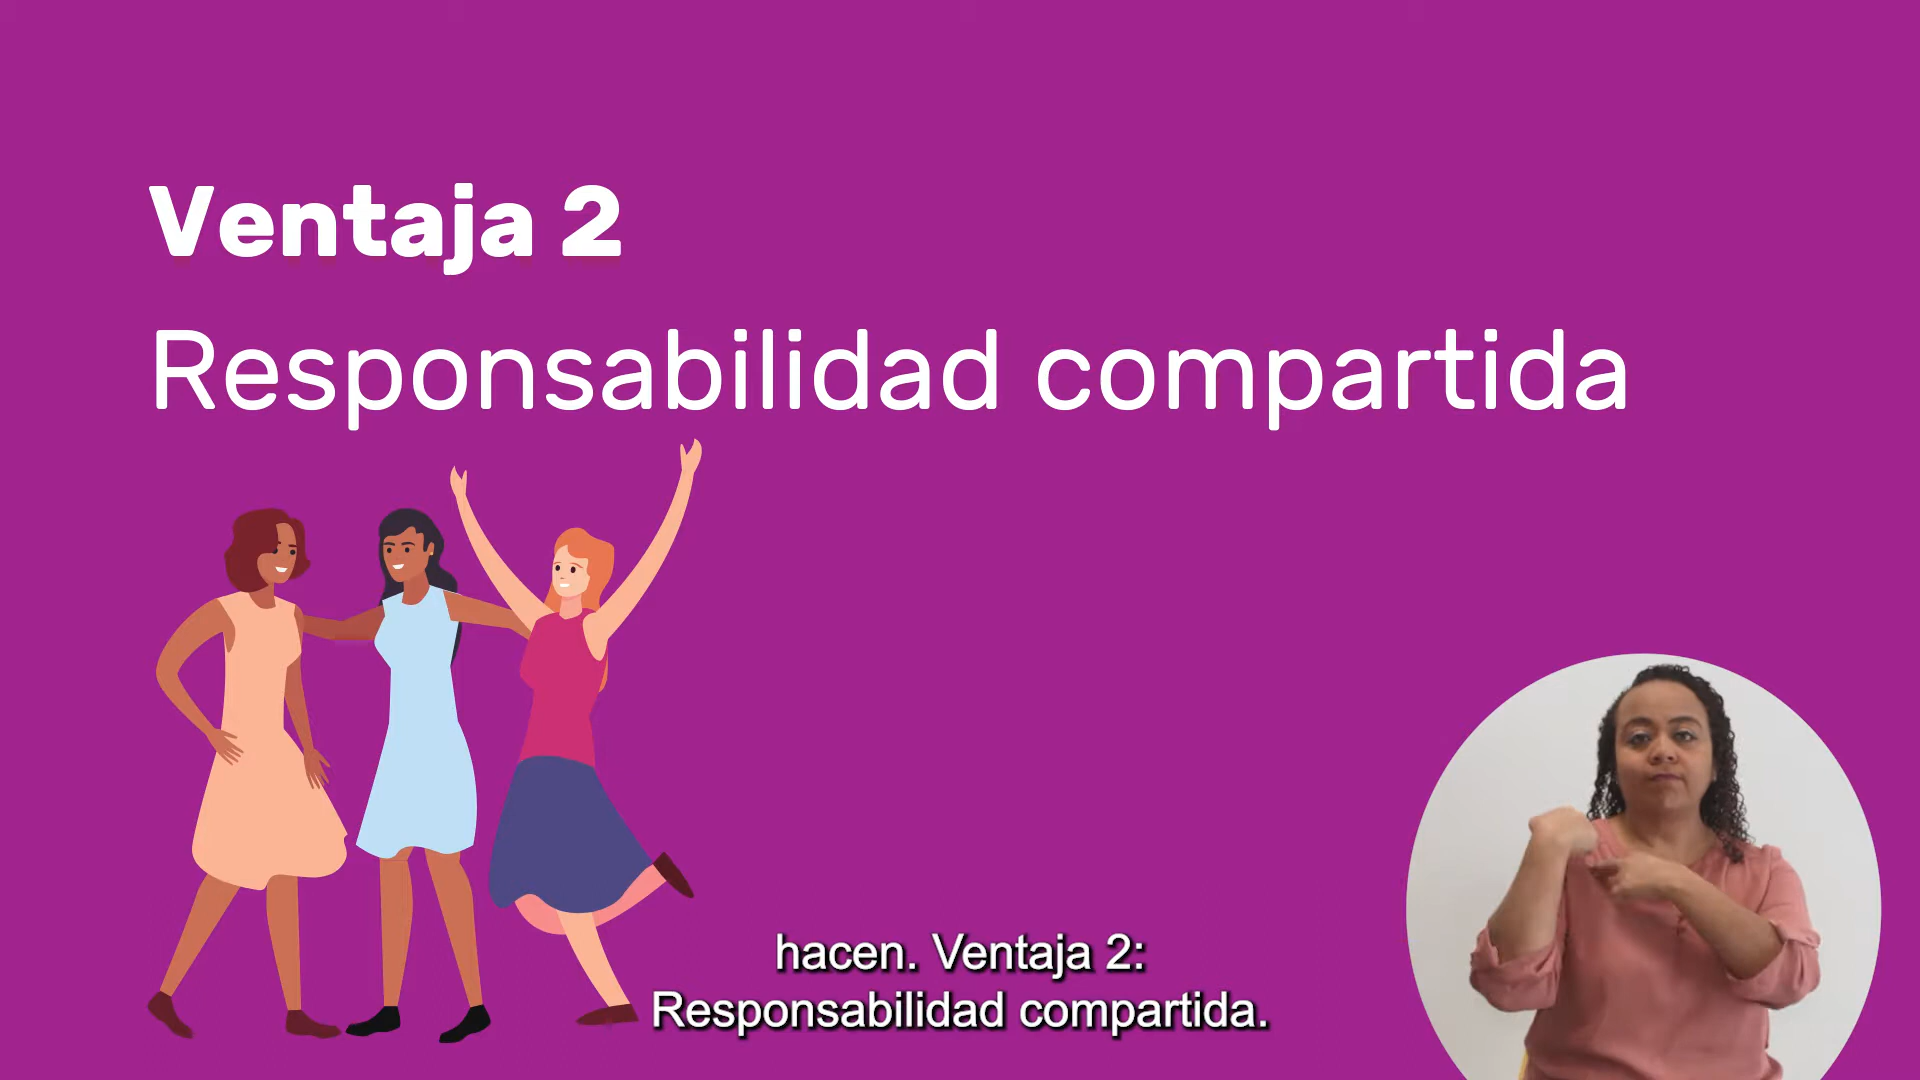 Ventaja 2
Responsabilidad compartida
hacen. Ventaja 2:
Responsabilidad compartida.